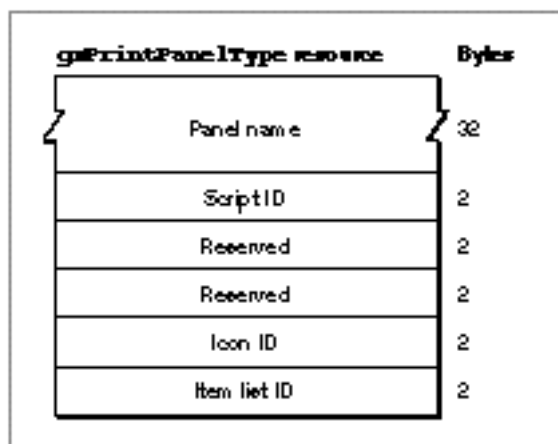 gxPrintPanelType resource Bytes
Panel name 32
Script ID 2
Reserved 2
Reserved 2
Icon ID 2
Item list ID 2